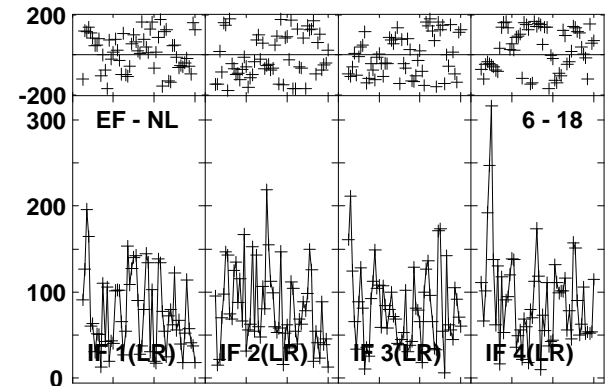 200
-200
300
EF - NL
6 - 18
200
100
0
IF 1(LR)
IF 2(LR)
IF 3(LR)
IF 4(LR)